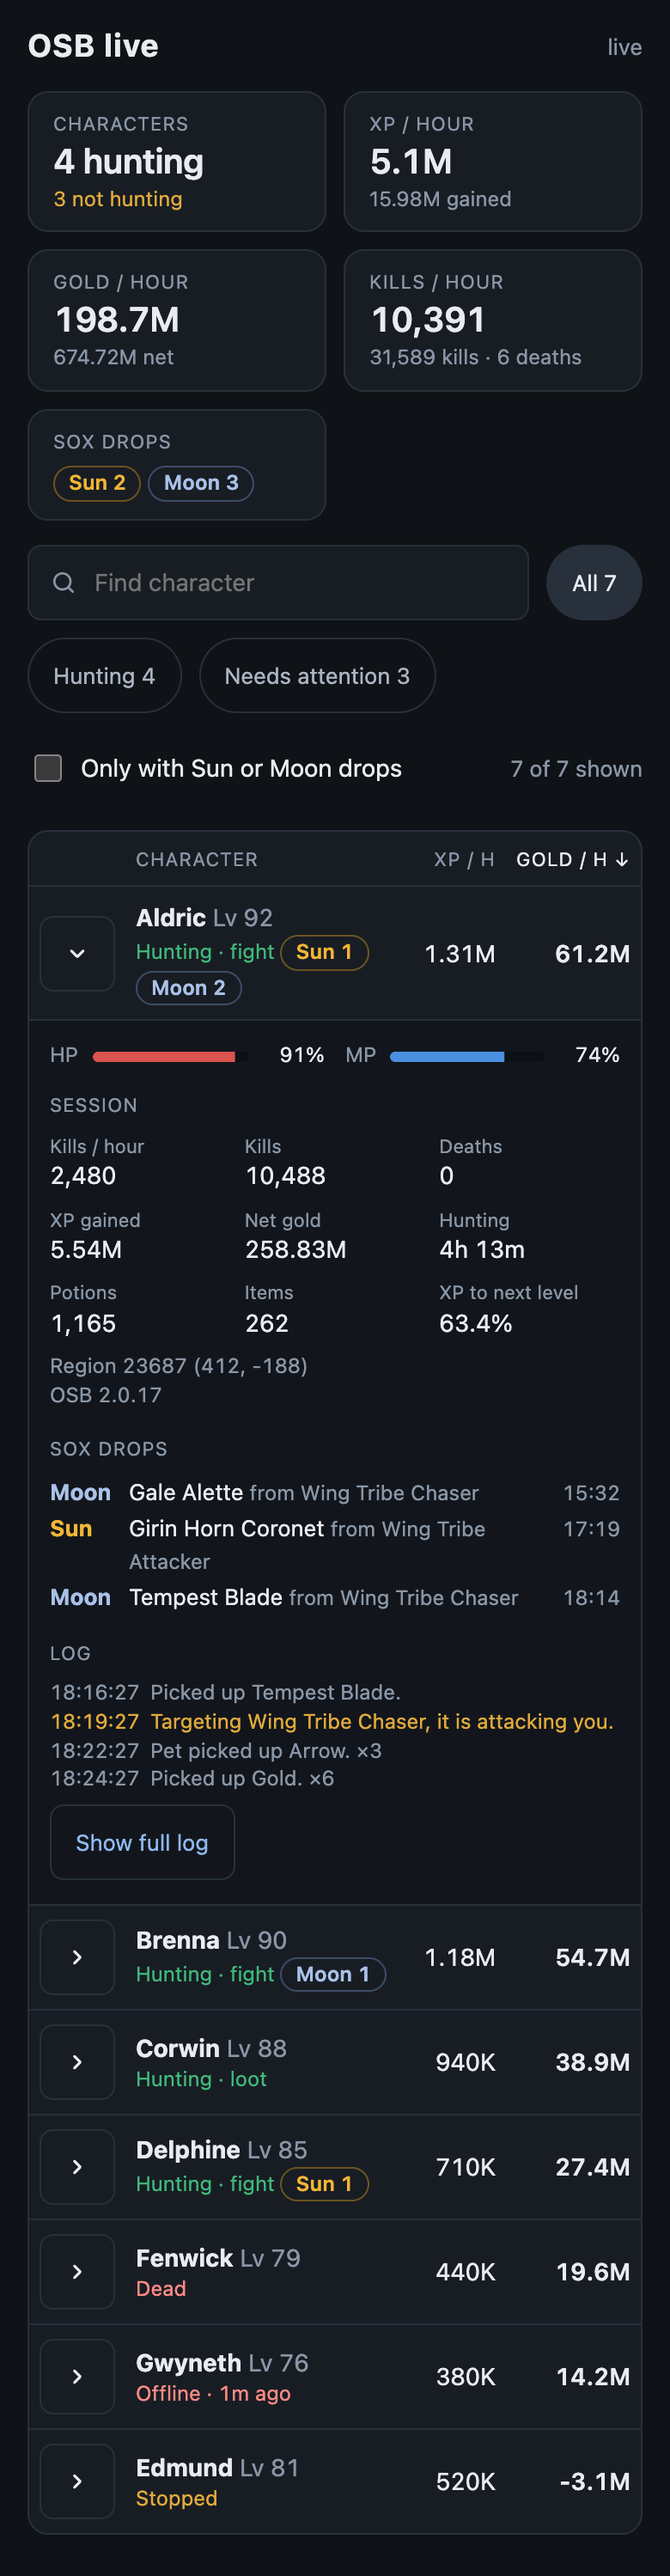 OSB live
live
CHARACTERS
4 hunting
3 not hunting
XP / HOUR
5.1M
15.98M gained
GOLD / HOUR
198.7M
674.72M net
KILLS / HOUR
10,391
31,589 kills · 6 deaths
SOX DROPS
Sun 2 Moon 3
Find character
All 7
Hunting 4
Needs attention 3
Only with Sun or Moon drops
7 of 7 shown
CHARACTER XP / H GOLD / H ↓
Aldric Lv 92
Hunting · fight Sun 1
Moon 2
1.31M 61.2M
HP 91% MP 74%
SESSION
Kills / hour Kills Deaths
2,480 10,488 0
XP gained Net gold Hunting
5.54M 258.83M 4h 13m
Potions Items XP to next level
1,165 262 63.4%
Region 23687 (412, -188)
OSB 2.0.17
SOX DROPS
Moon Gale Alette from Wing Tribe Chaser 15:32
Sun Girin Horn Coronet from Wing Tribe 17:19
Attacker
Moon Tempest Blade from Wing Tribe Chaser 18:14
LOG
18:16:27 Picked up Tempest Blade.
18:19:27 Targeting Wing Tribe Chaser, it is attacking you.
18:22:27 Pet picked up Arrow. ×3
18:24:27 Picked up Gold. ×6
Show full log
Brenna Lv 90
Hunting · fight Moon 1
1.18M 54.7M
Corwin Lv 88
Hunting · loot
940K 38.9M
Delphine Lv 85
Hunting · fight Sun 1
710K 27.4M
Fenwick Lv 79
Dead
440K 19.6M
Gwyneth Lv 76
Offline · 1m ago
380K 14.2M
Edmund Lv 81
Stopped
520K -3.1M